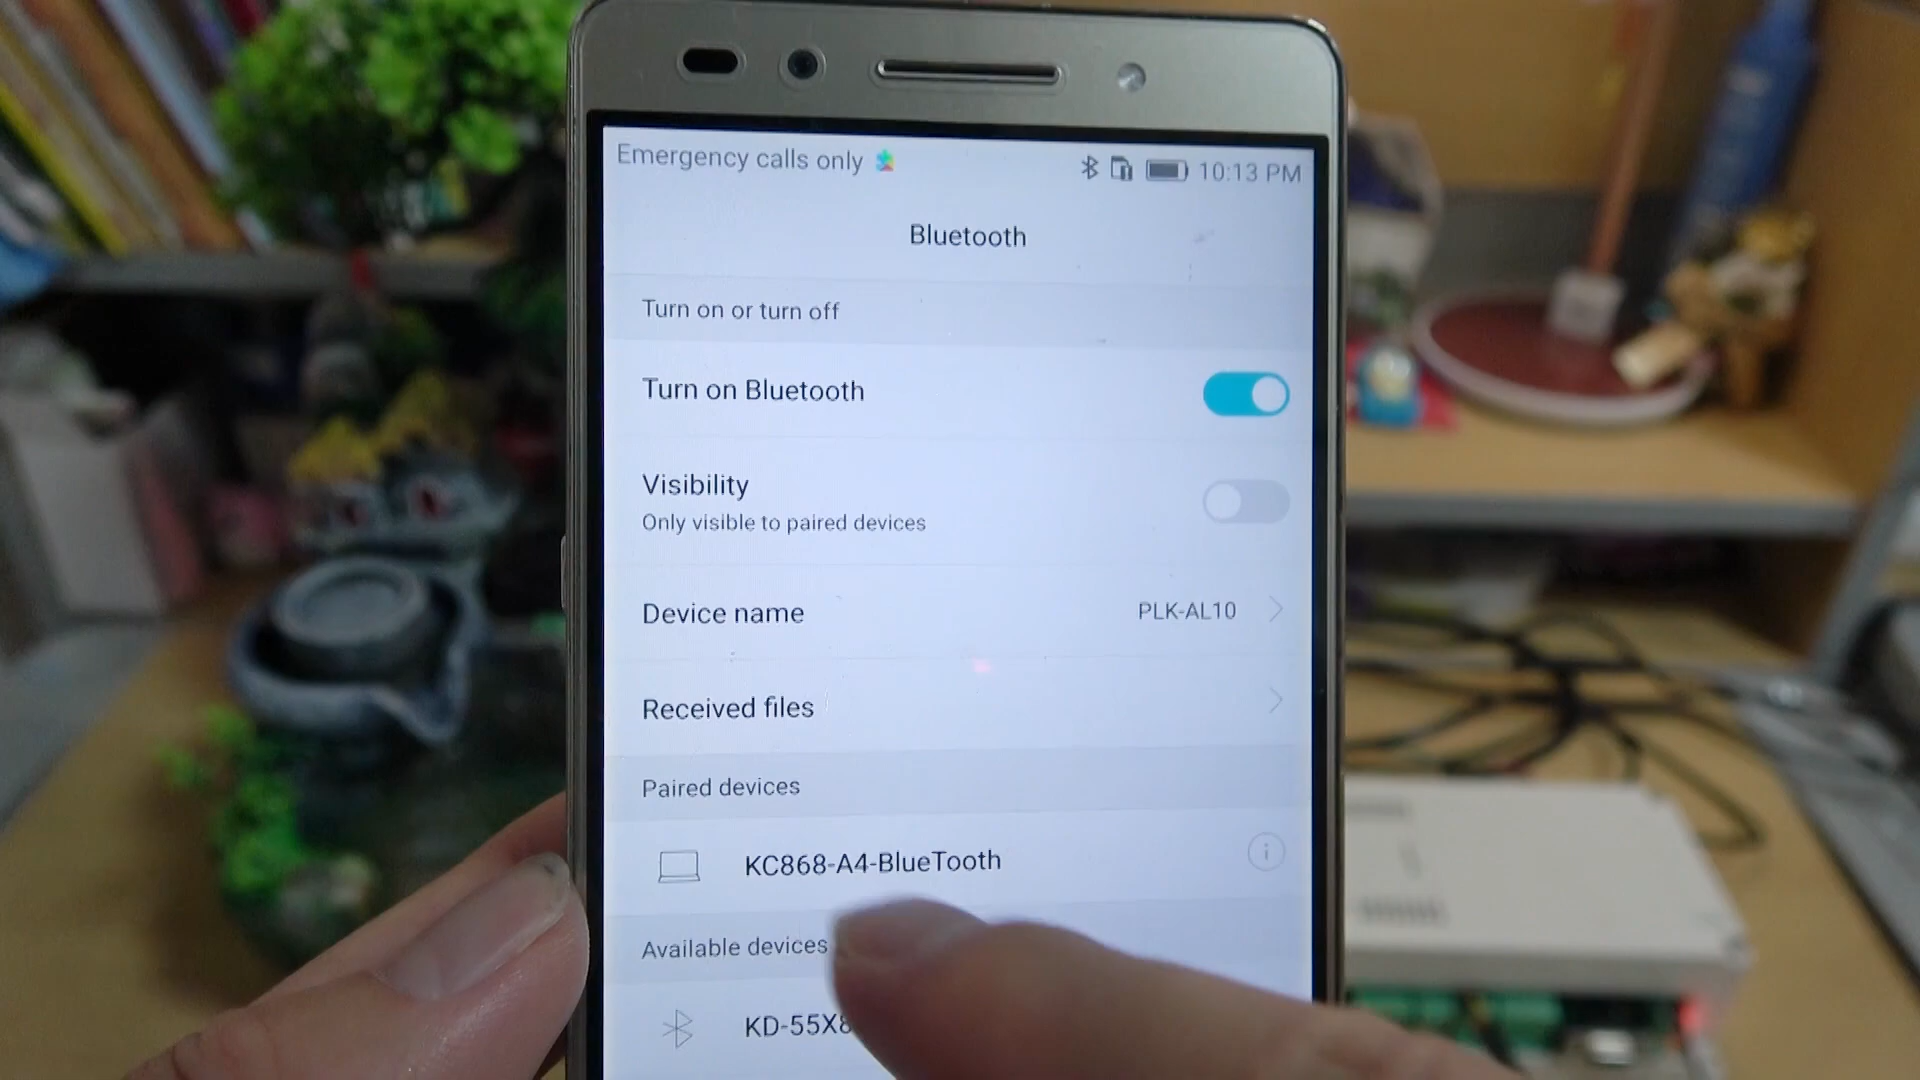 Emergency calls only
10:13 PM
Bluetooth
Turn on or turn off
Turn on Bluetooth
Visibility
Only visible to paired devices
Device name
PLK-AL10
Received files
Paired devices
KC868-A4-BlueTooth
Available devices